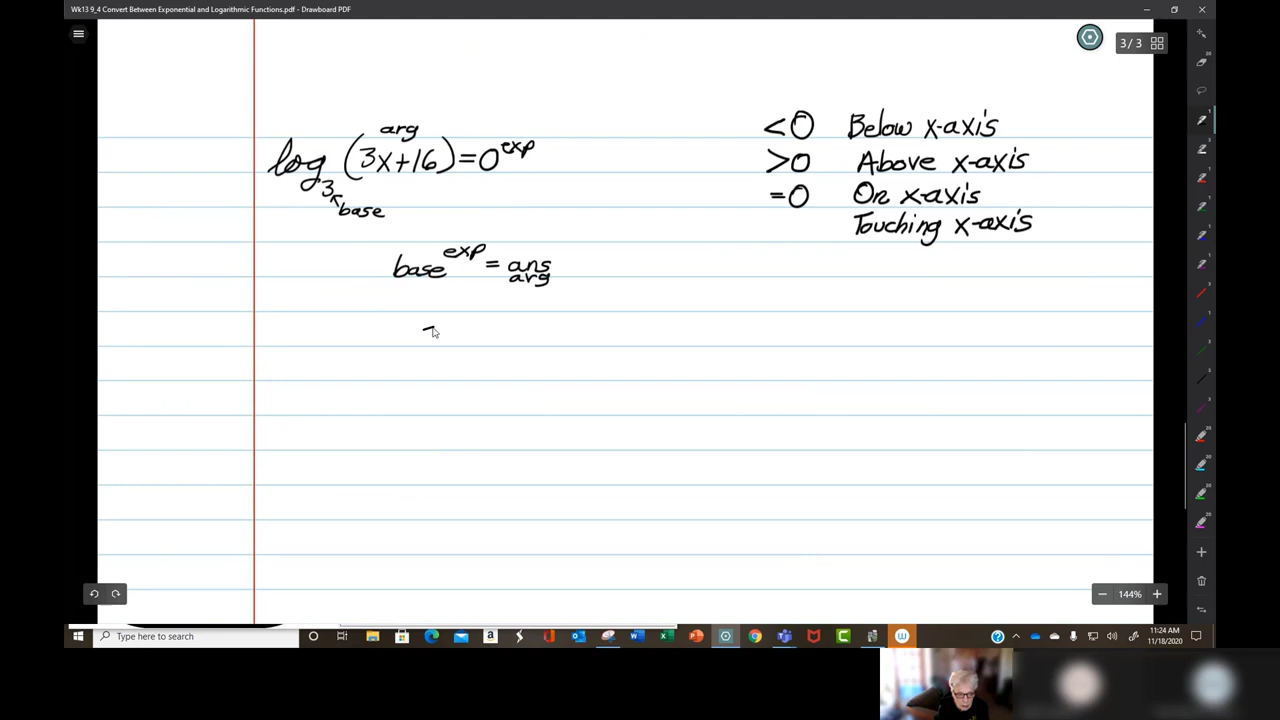 Wk13 9_4 Convert Between Exponential and Logarithmic Functions.pdf - Drawboard PDF
3 / 3
arg
log₃ (3x+16) = 0 exp
base
base^exp = ans
arg
<0 Below x-axis
>0 Above x-axis
=0 On x-axis
Touching x-axis
144%
Type here to search
11:24 AM
11/18/2020